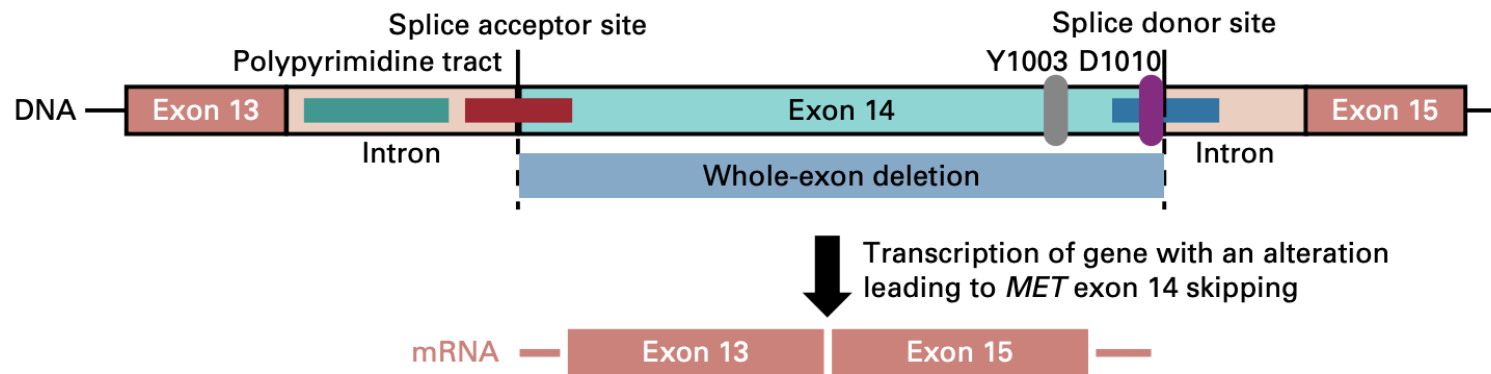 Splice acceptor site
Splice donor site
Polypyrimidine tract
Y1003 D1010
DNA
Exon 13
Exon 14
Exon 15
Intron
Intron
Whole-exon deletion
Transcription of gene with an alteration
leading to MET exon 14 skipping
mRNA
Exon 13
Exon 15